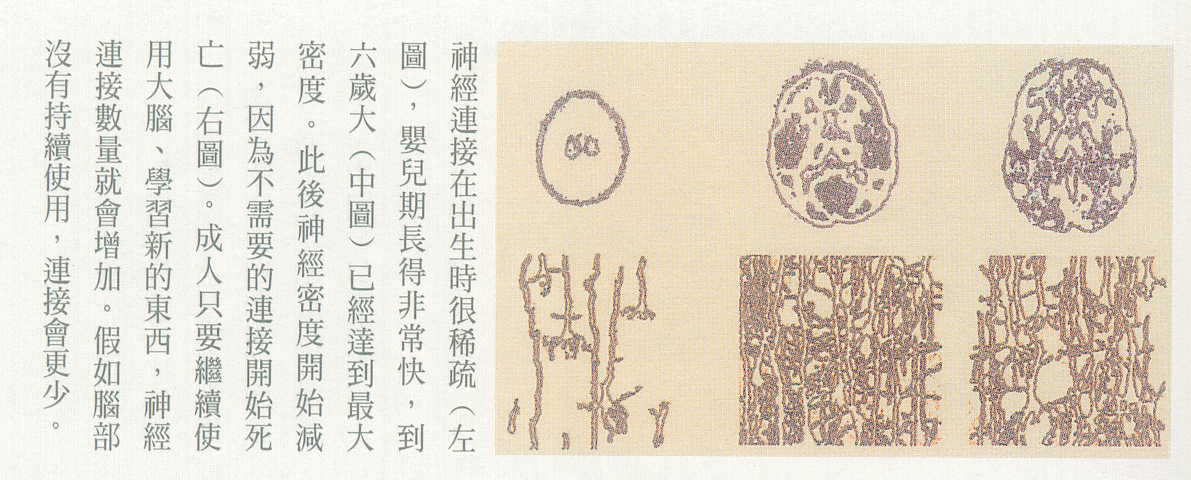 神經連接在出生時很稀疏（左
圖），嬰兒期長得非常快，到
六歲大（中圖）已經達到最大
密度。此後神經密度開始減
弱，因為不需要的連接開始死
亡（右圖）。成人只要繼續使
用大腦、學習新的東西，神經
連接數量就會增加。假如腦部
沒有持續使用，連接會更少。